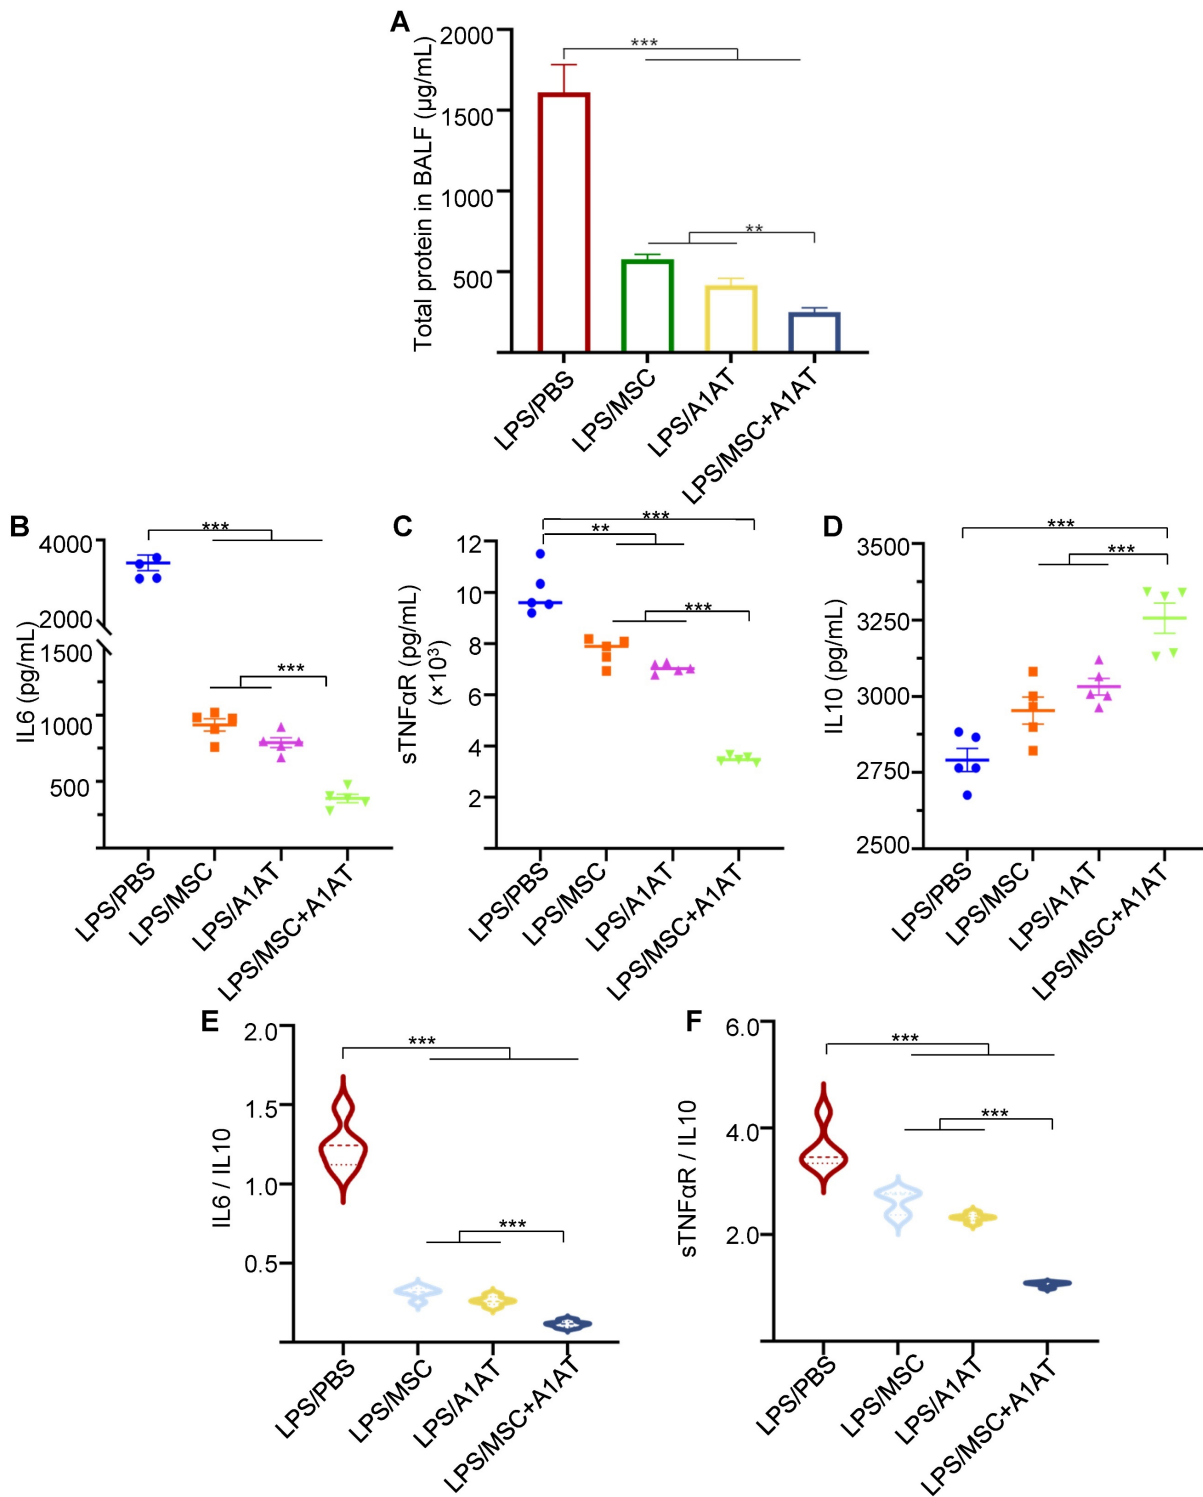 A
Total protein in BALF (μg/mL)
2000
1500
1000
500
***
**
LPS/PBS
LPS/MSC
LPS/A1AT
LPS/MSC+A1AT
B
IL6 (pg/mL)
4000
2000
1500
1000
500
***
***
LPS/PBS
LPS/MSC
LPS/A1AT
LPS/MSC+A1AT
C
sTNFαR (pg/mL)
(×10³)
12
10
8
6
4
2
***
**
***
LPS/PBS
LPS/MSC
LPS/A1AT
LPS/MSC+A1AT
D
IL10 (pg/mL)
3500
3250
3000
2750
2500
***
***
LPS/PBS
LPS/MSC
LPS/A1AT
LPS/MSC+A1AT
E
IL6 / IL10
2.0
1.5
1.0
0.5
***
***
LPS/PBS
LPS/MSC
LPS/A1AT
LPS/MSC+A1AT
F
sTNFαR / IL10
6.0
4.0
2.0
***
***
LPS/PBS
LPS/MSC
LPS/A1AT
LPS/MSC+A1AT